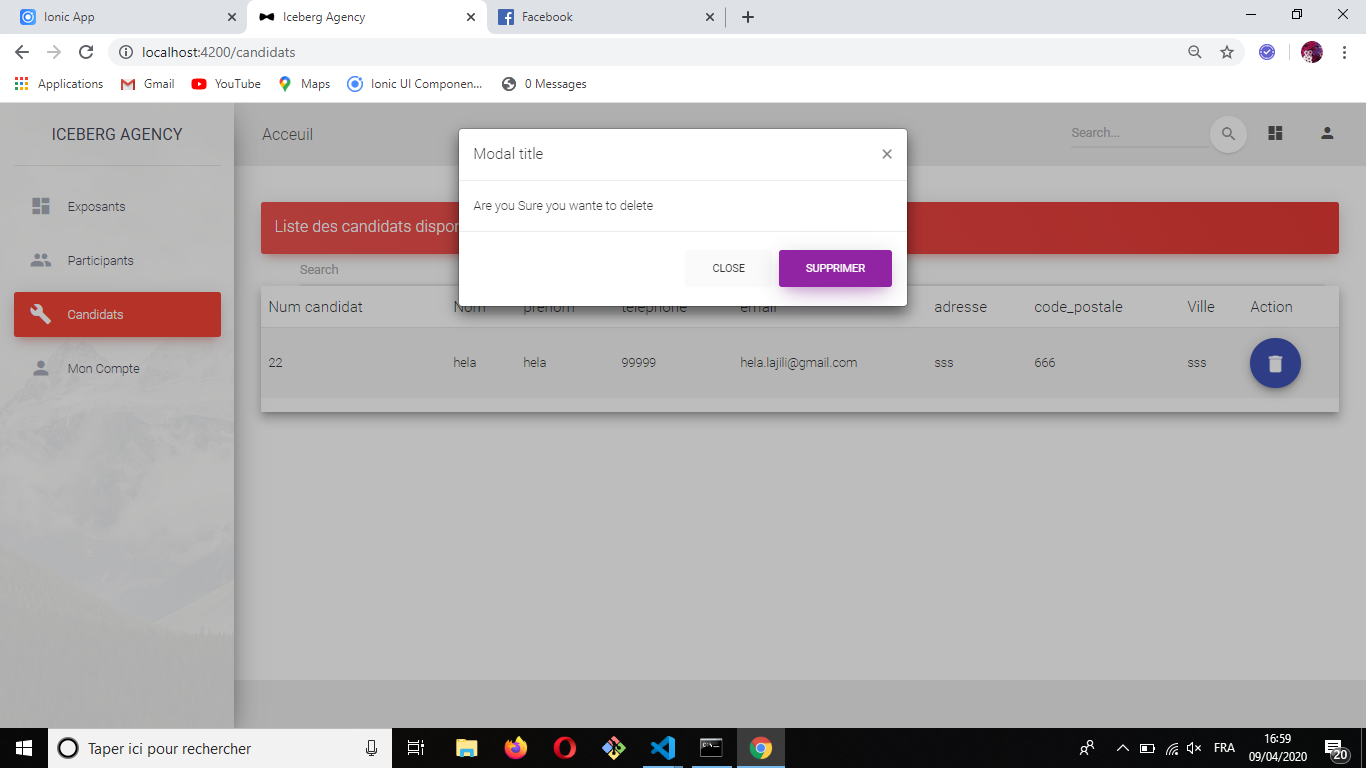 Ionic App
Iceberg Agency
Facebook
localhost:4200/candidats
Applications
Gmail
YouTube
Maps
Ionic UI Componen...
0 Messages
ICEBERG AGENCY
Acceuil
Search...
Exposants
Participants
Candidats
Mon Compte
Modal title
Are you Sure you wante to delete
CLOSE
SUPPRIMER
Liste des candidats dispon
Search
Num candidat Nom prenom telephone email adresse code_postale Ville Action
22 hela hela 99999 hela.lajili@gmail.com sss 666 sss
Taper ici pour rechercher
FRA
16:59
09/04/2020
20